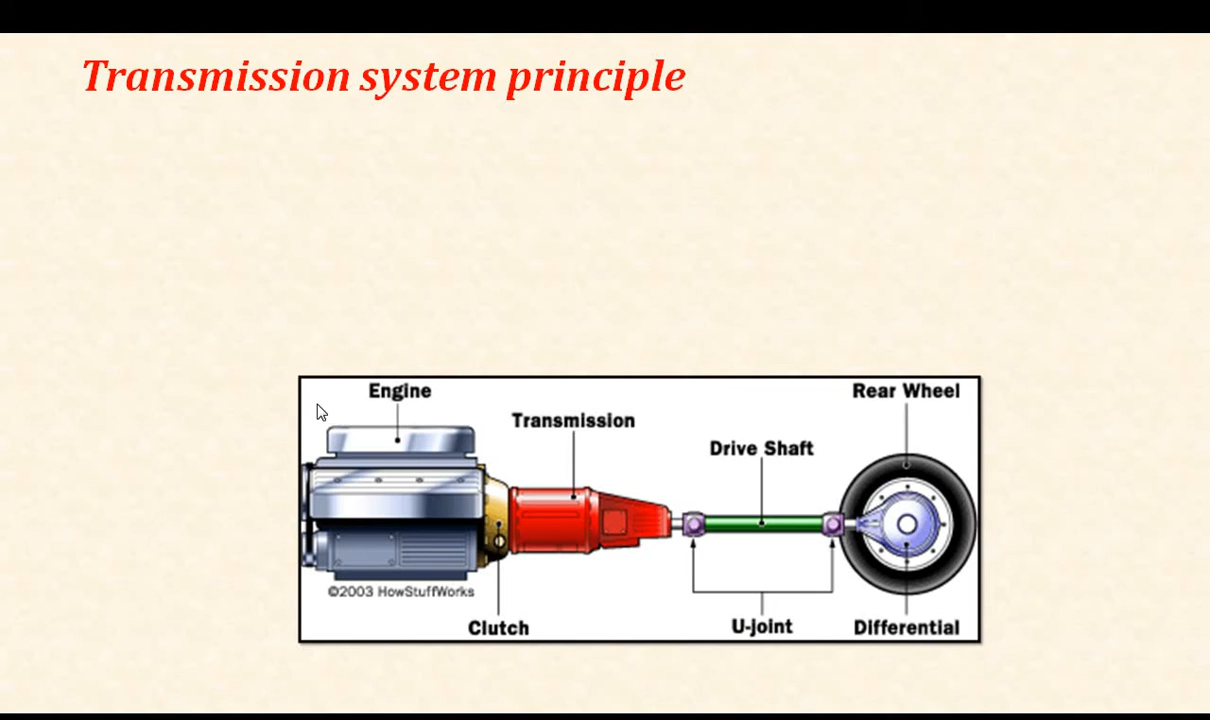 Transmission system principle
Engine
Rear Wheel
Transmission
Drive Shaft
©2003 HowStuffWorks
Clutch
U-joint
Differential